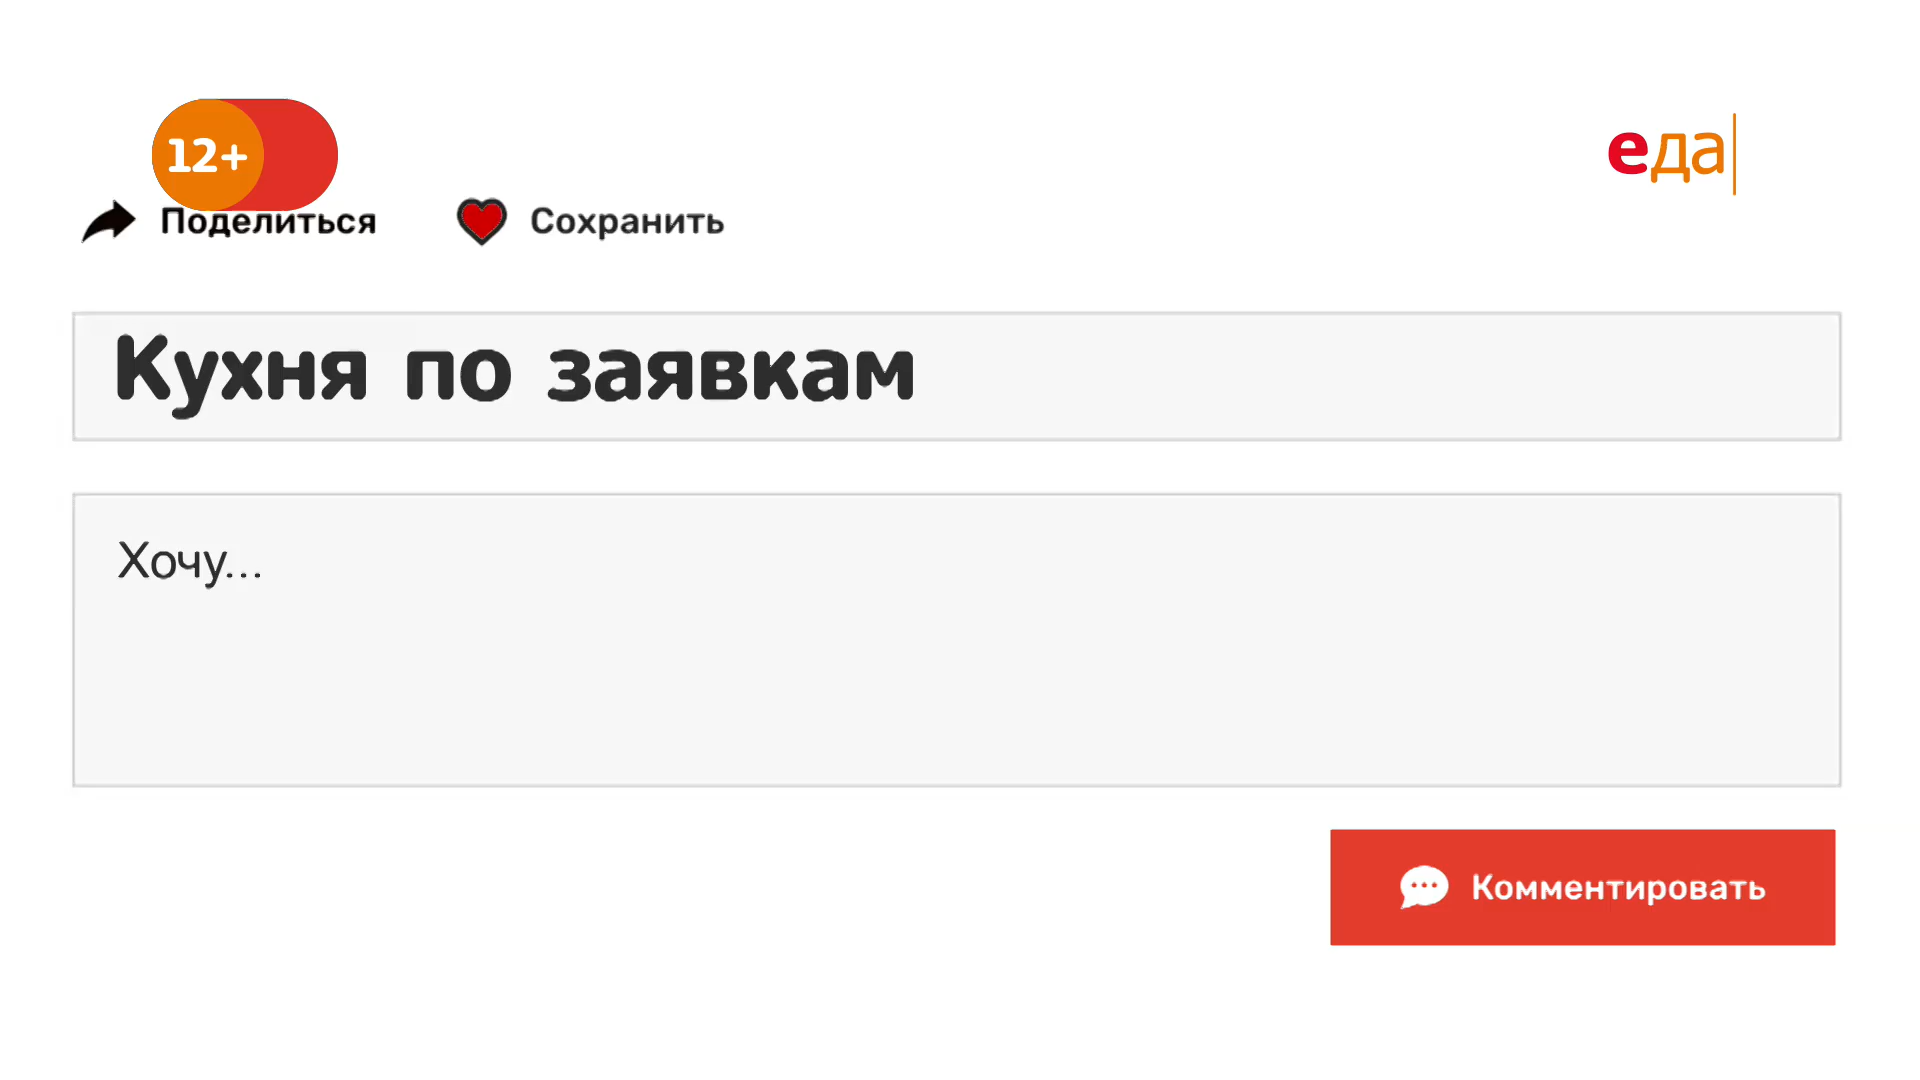 12+
еда
Поделиться
Сохранить
Кухня по заявкам
Хочу...
Комментировать